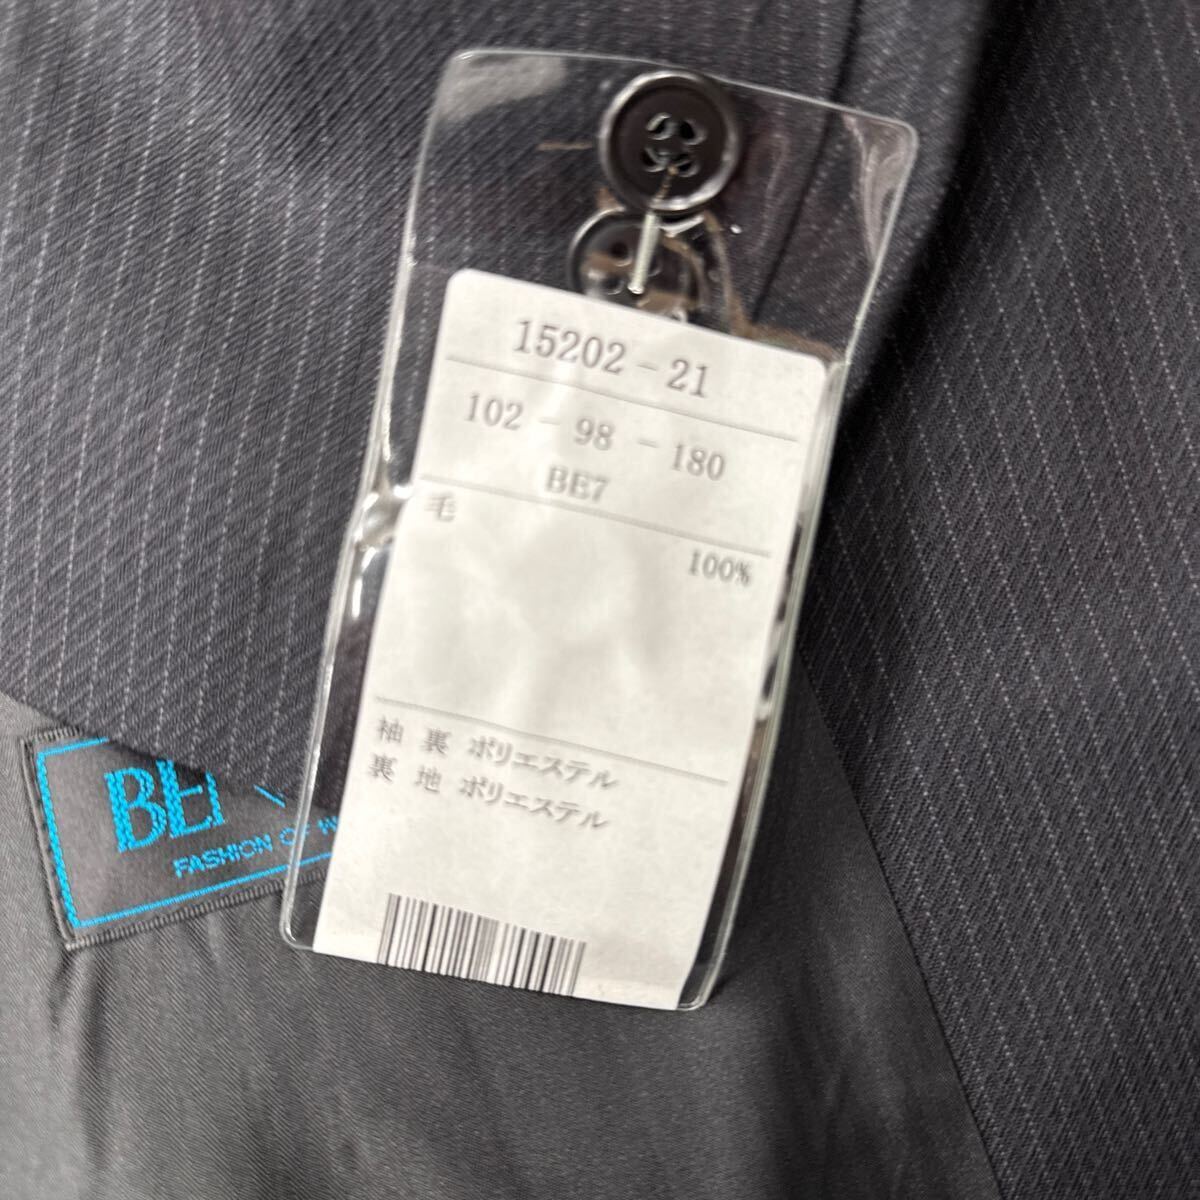 15202-21
102 - 98 - 180
BE7
毛
100%
袖 裏 ポリエステル
裏 地 ポリエステル
FASHION OF